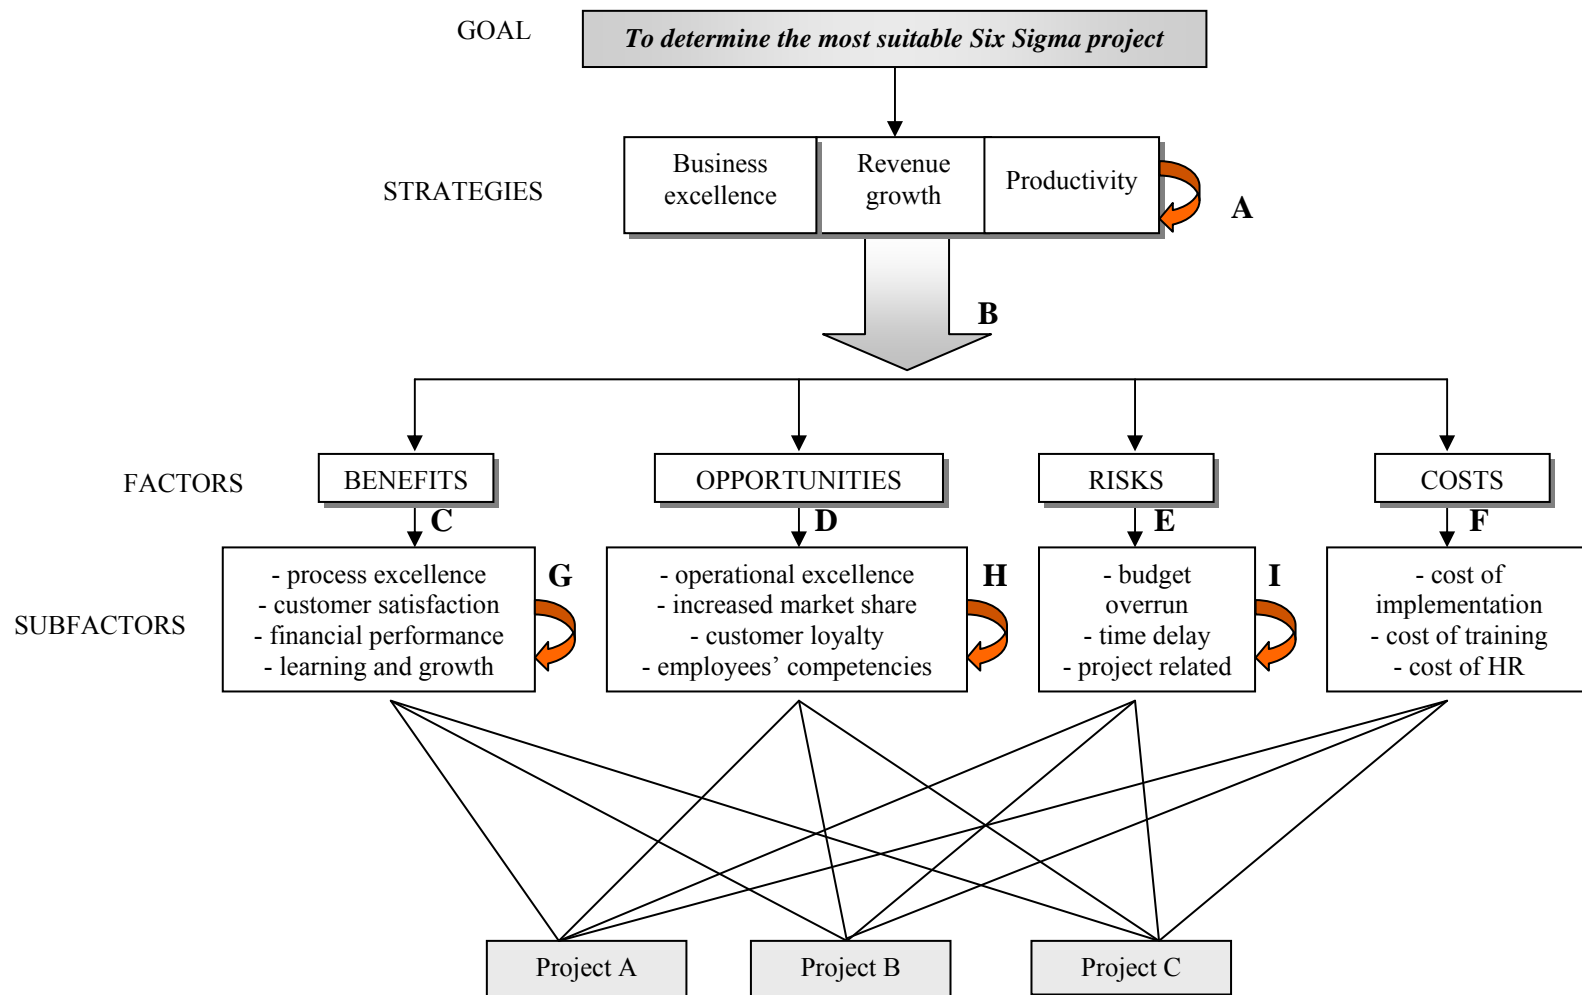 GOAL
To determine the most suitable Six Sigma project
STRATEGIES
Business
excellence
Revenue
growth
Productivity
A
B
FACTORS
BENEFITS
OPPORTUNITIES
RISKS
COSTS
C
D
E
F
SUBFACTORS
- process excellence
- customer satisfaction
- financial performance
- learning and growth
G
- operational excellence
- increased market share
- customer loyalty
- employees’ competencies
H
- budget
overrun
- time delay
- project related
I
- cost of
implementation
- cost of training
- cost of HR
Project A
Project B
Project C